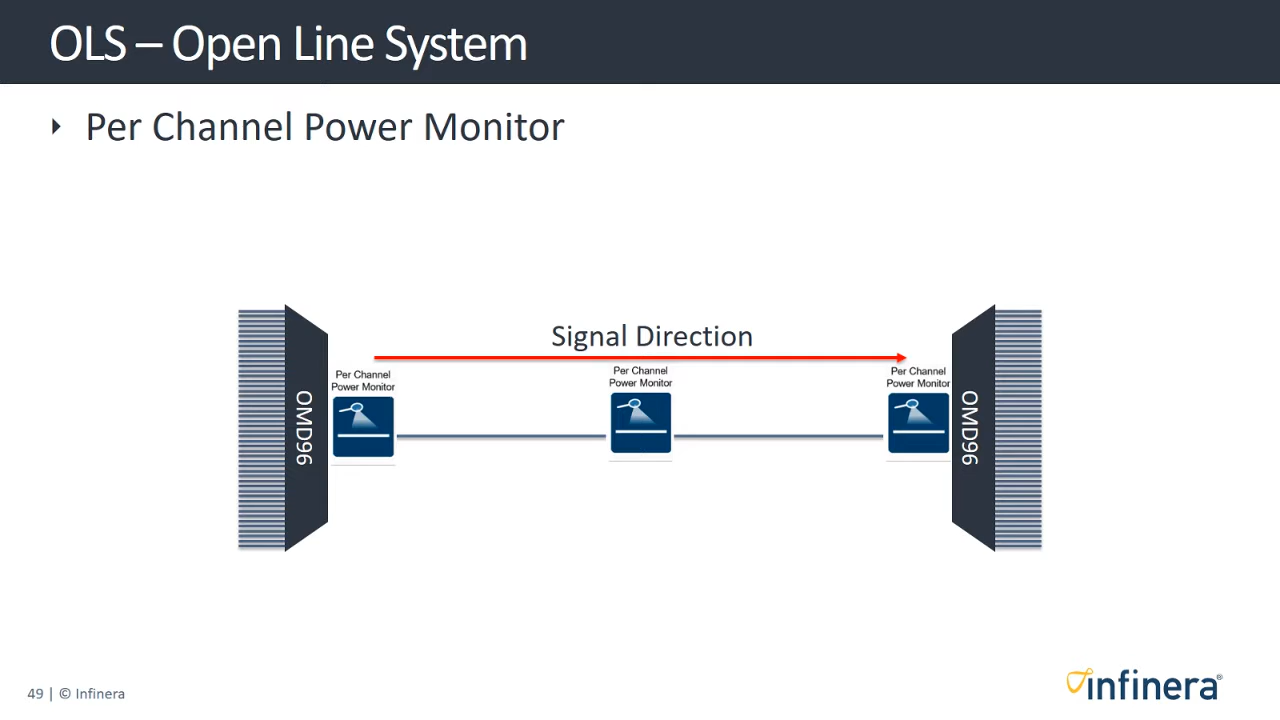 OLS – Open Line System
Per Channel Power Monitor
Signal Direction
Per Channel
Power Monitor
Per Channel
Power Monitor
Per Channel
Power Monitor
OMD96
OMD96
49 | © Infinera
infinera®